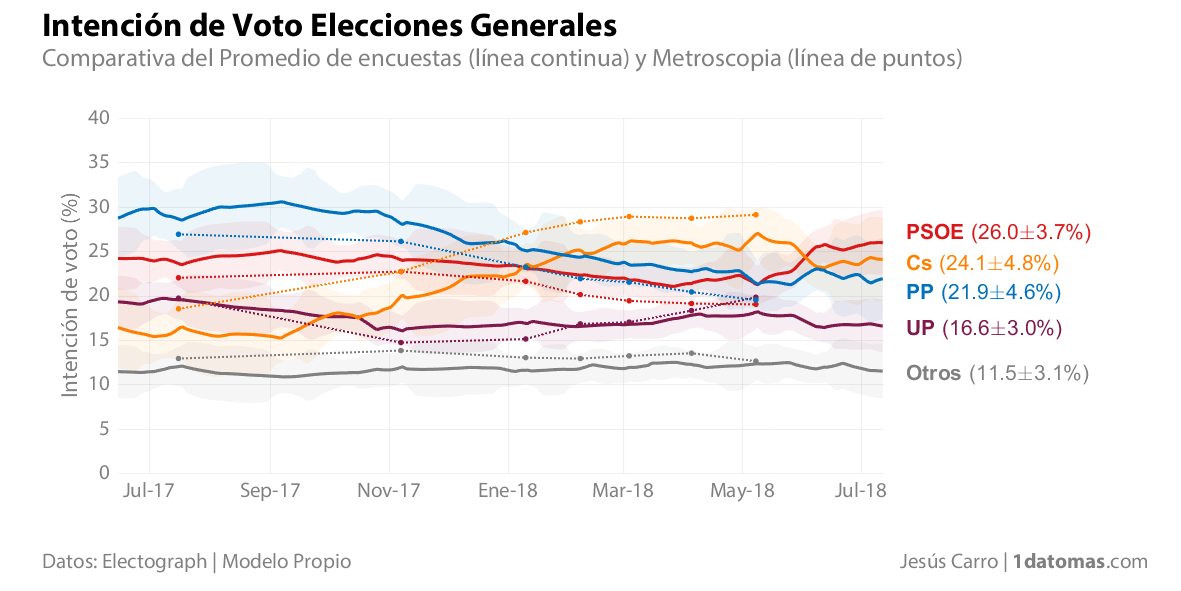 Intención de Voto Elecciones Generales
Comparativa del Promedio de encuestas (línea continua) y Metroscopia (línea de puntos)
Intención de voto (%)
40
35
30
25
20
15
10
5
0
Jul-17 Sep-17 Nov-17 Ene-18 Mar-18 May-18 Jul-18
PSOE (26.0±3.7%)
Cs (24.1±4.8%)
PP (21.9±4.6%)
UP (16.6±3.0%)
Otros (11.5±3.1%)
Datos: Electograph | Modelo Propio
Jesús Carro | 1datomas.com